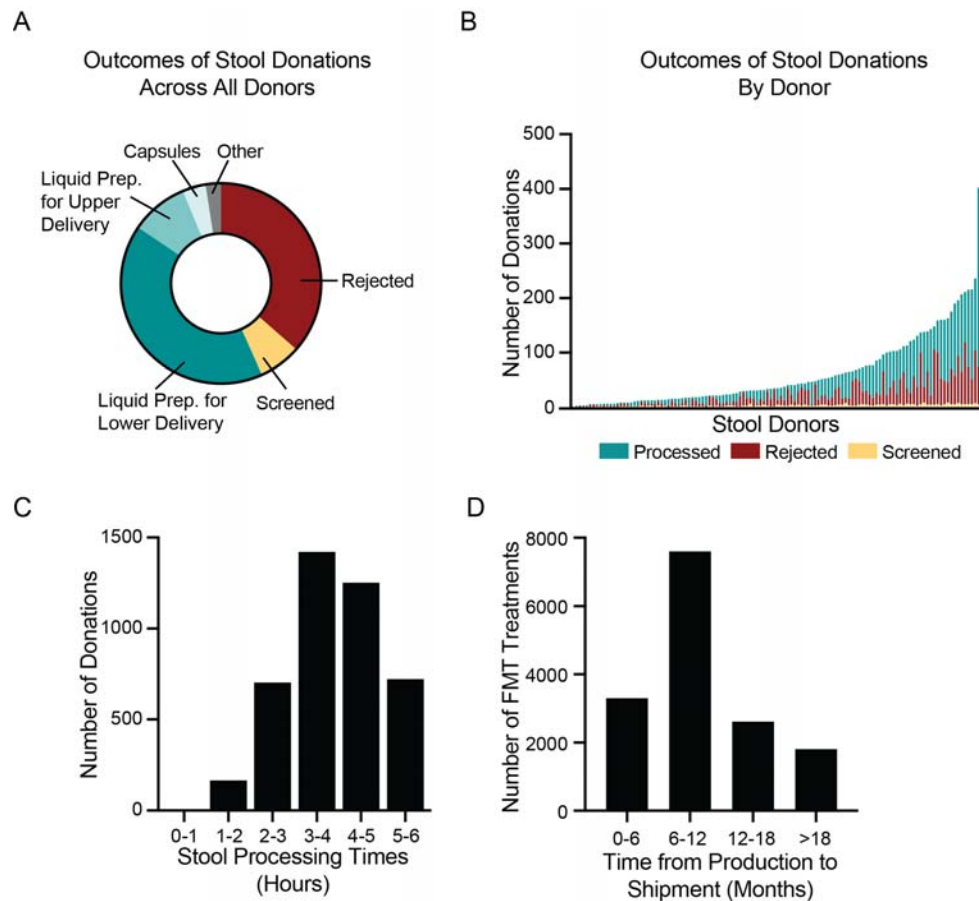 A
Outcomes of Stool Donations
Across All Donors
Capsules
Other
Liquid Prep.
for Upper
Delivery
Rejected
Liquid Prep. for
Lower Delivery
Screened
B
Outcomes of Stool Donations
By Donor
Number of Donations
500
400
300
200
100
0
Stool Donors
Processed
Rejected
Screened
C
Number of Donations
1500
1000
500
0
0-1
1-2
2-3
3-4
4-5
5-6
Stool Processing Times
(Hours)
D
Number of FMT Treatments
8000
6000
4000
2000
0
0-6
6-12
12-18
>18
Time from Production to
Shipment (Months)